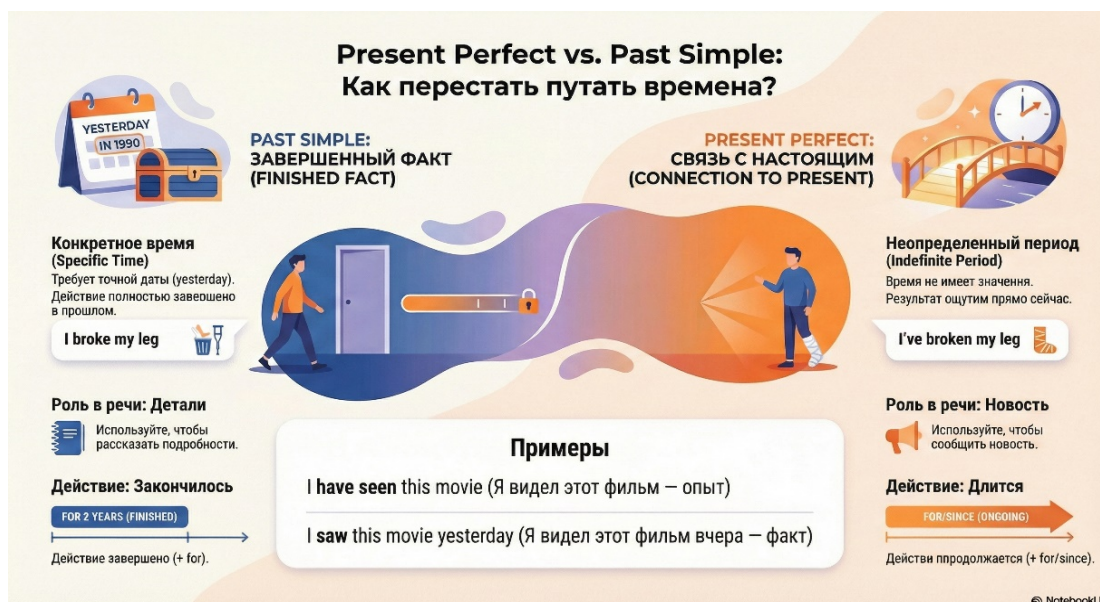 Present Perfect vs. Past Simple:
Как перестать путать времена?
YESTERDAY
IN 1990
PAST SIMPLE:
ЗАВЕРШЕННЫЙ ФАКТ
(FINISHED FACT)
PRESENT PERFECT:
СВЯЗЬ С НАСТОЯЩИМ
(CONNECTION TO PRESENT)
Конкретное время
(Specific Time)
Требует точной даты (yesterday).
Действие полностью завершено
в прошлом.
I broke my leg
Неопределенный период
(Indefinite Period)
Время не имеет значения.
Результат ощутим прямо сейчас.
I've broken my leg
Роль в речи: Детали
Используйте, чтобы
рассказать подробности.
Действие: Закончилось
FOR 2 YEARS (FINISHED)
Действие завершено (+ for).
Примеры
I have seen this movie (Я видел этот фильм — опыт)
I saw this movie yesterday (Я видел этот фильм вчера — факт)
Роль в речи: Новость
Используйте, чтобы
сообщить новость.
Действие: Длится
FOR/SINCE (ONGOING)
Действи ппродолжается (+ for/since).